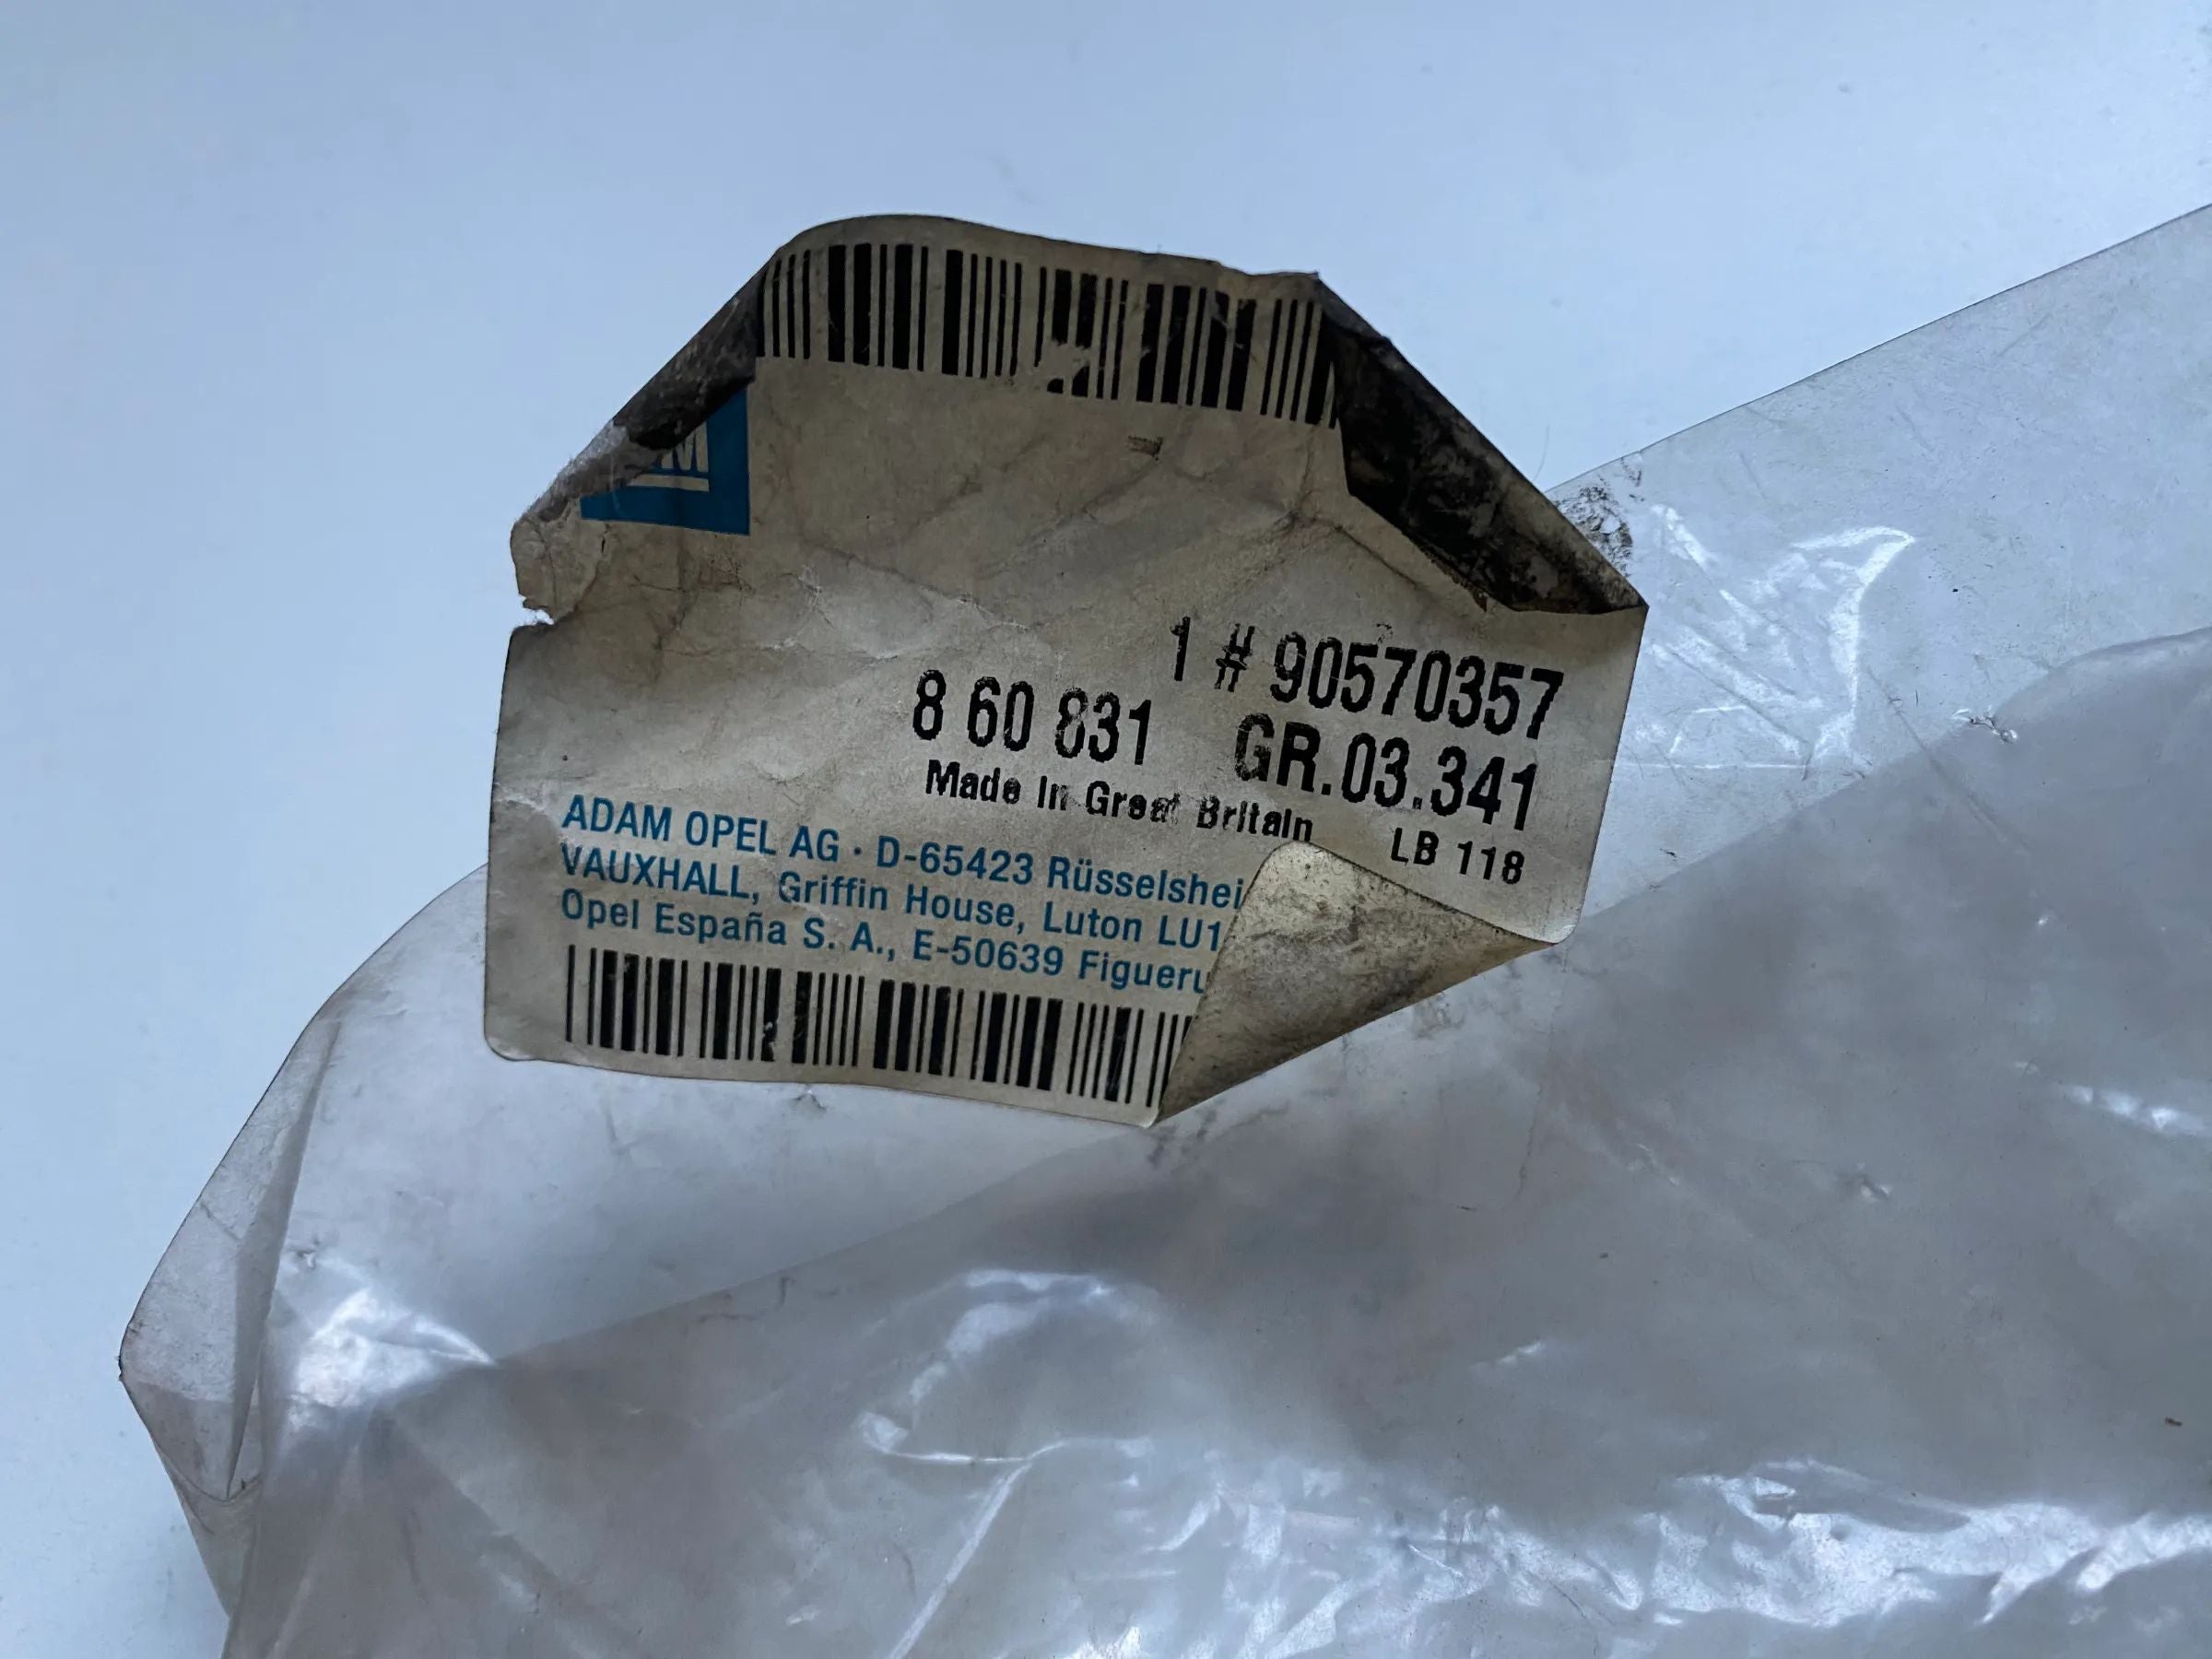 1 # 90570357
8 60 831 GR.03.341
Made In Great Britain LB 118
ADAM OPEL AG · D-65423 Rüsselshei
VAUXHALL, Griffin House, Luton LU1
Opel España S. A., E-50639 Figueru